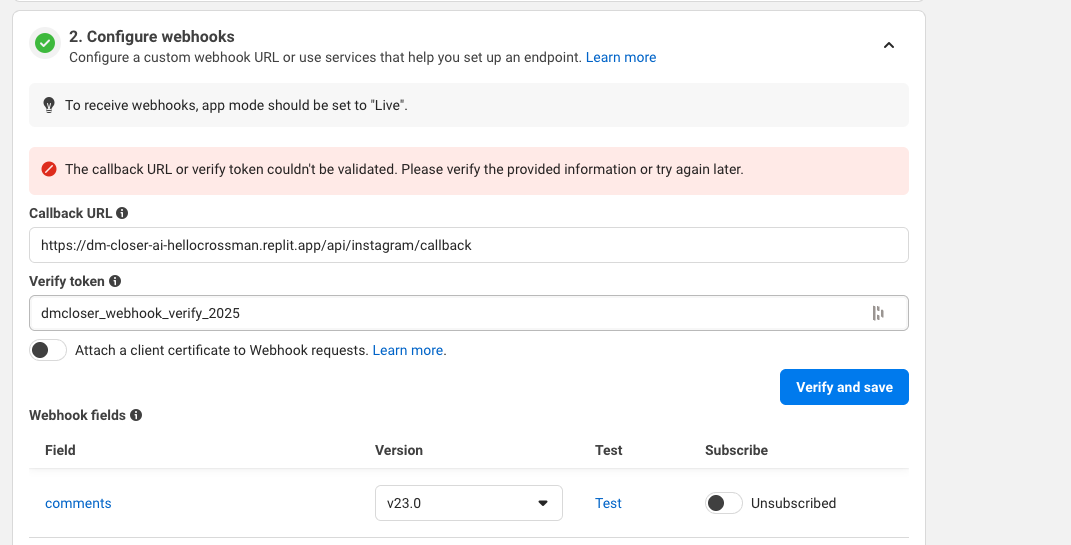 2. Configure webhooks
Configure a custom webhook URL or use services that help you set up an endpoint. Learn more
To receive webhooks, app mode should be set to "Live".
The callback URL or verify token couldn't be validated. Please verify the provided information or try again later.
Callback URL
https://dm-closer-ai-hellocrossman.replit.app/api/instagram/callback
Verify token
dmcloser_webhook_verify_2025
Attach a client certificate to Webhook requests. Learn more.
Verify and save
Webhook fields
Field Version Test Subscribe
comments v23.0 Test Unsubscribed